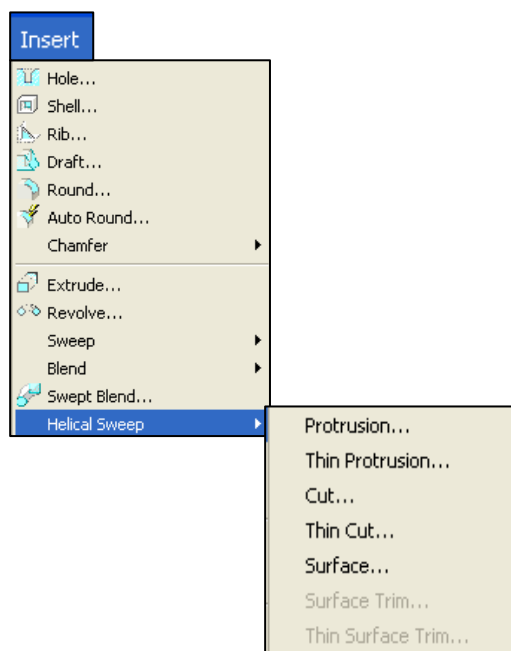 Insert
Hole...
Shell...
Rib...
Draft...
Round...
Auto Round...
Chamfer
Extrude...
Revolve...
Sweep
Blend
Swept Blend...
Helical Sweep
Protrusion...
Thin Protrusion...
Cut...
Thin Cut...
Surface...
Surface Trim...
Thin Surface Trim...